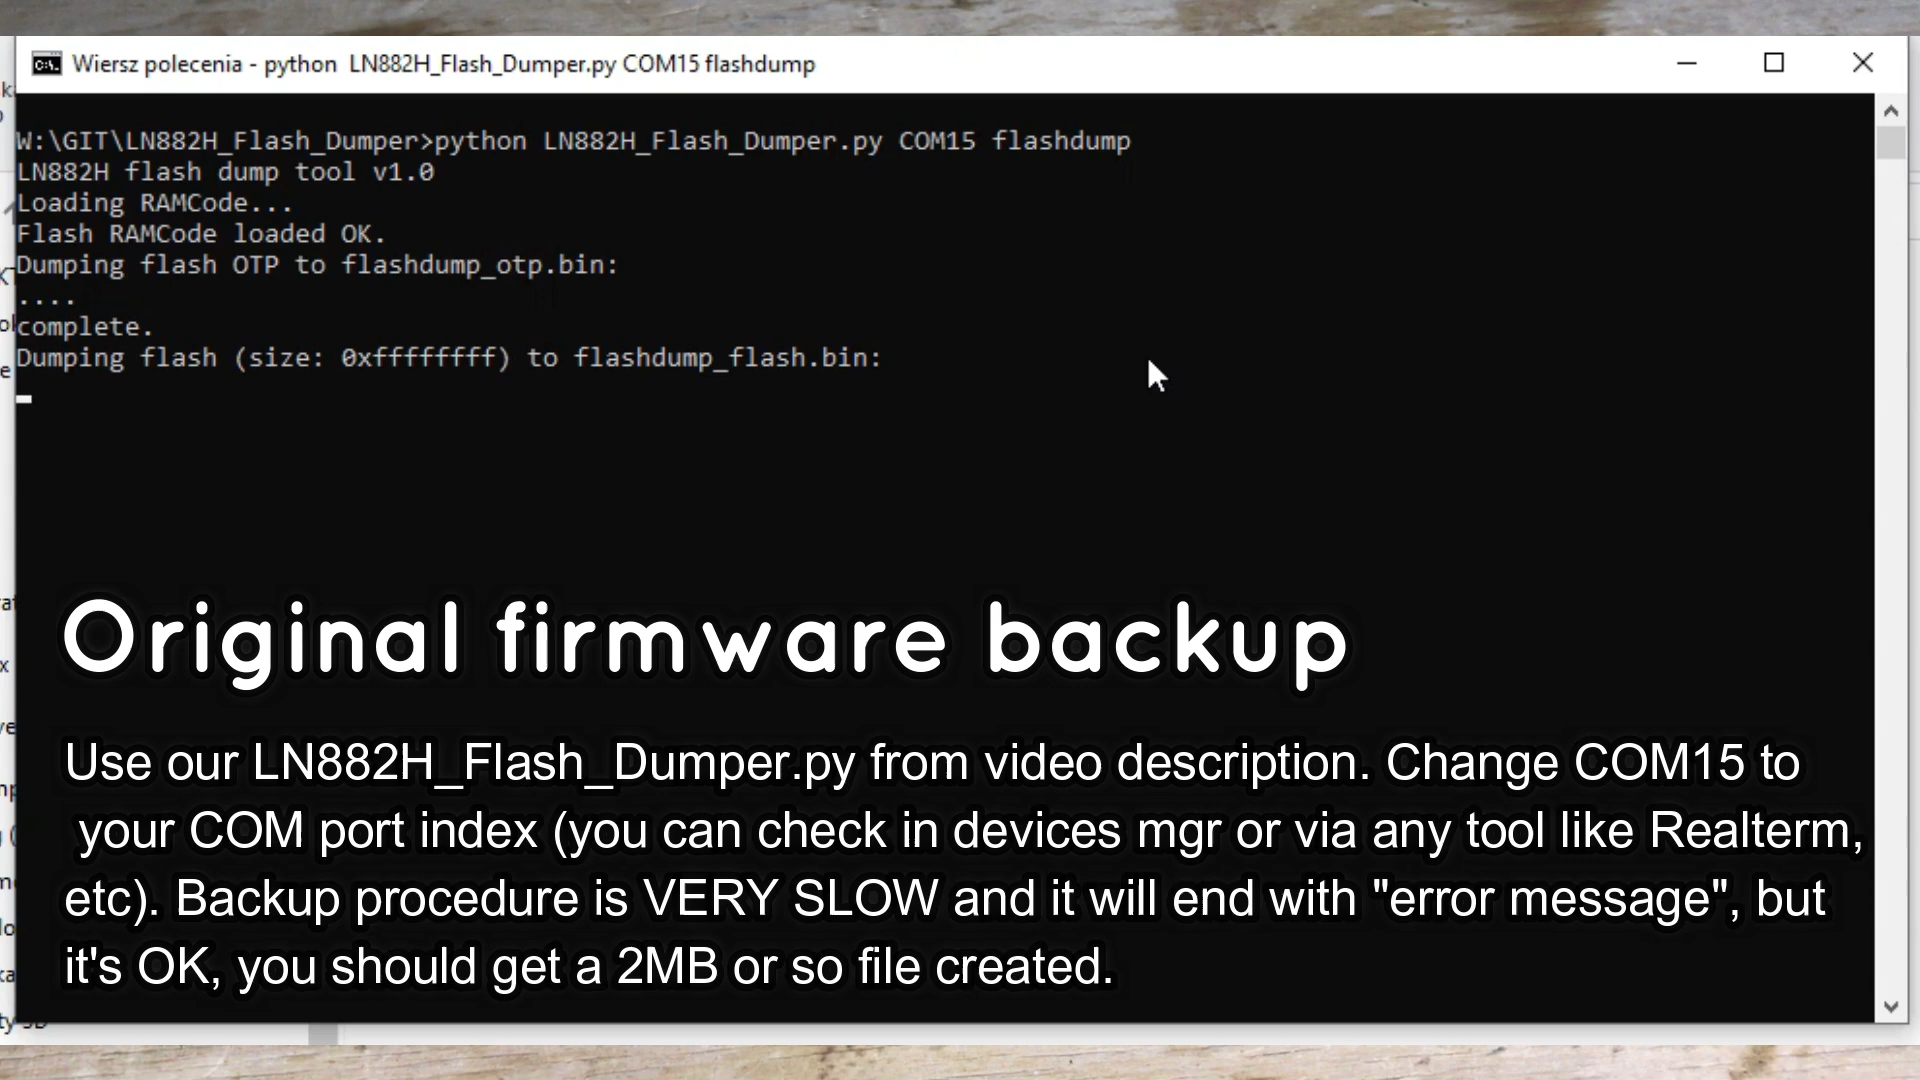 Wiersz polecenia - python  LN882H_Flash_Dumper.py COM15 flashdump
W:\GIT\LN882H_Flash_Dumper>python LN882H_Flash_Dumper.py COM15 flashdump
LN882H flash dump tool v1.0
Loading RAMCode...
Flash RAMCode loaded OK.
Dumping flash OTP to flashdump_otp.bin:
....
complete.
Dumping flash (size: 0xffffffff) to flashdump_flash.bin:
Original firmware backup
Use our LN882H_Flash_Dumper.py from video description. Change COM15 to
your COM port index (you can check in devices mgr or via any tool like Realterm,
etc). Backup procedure is VERY SLOW and it will end with "error message", but
it's OK, you should get a 2MB or so file created.